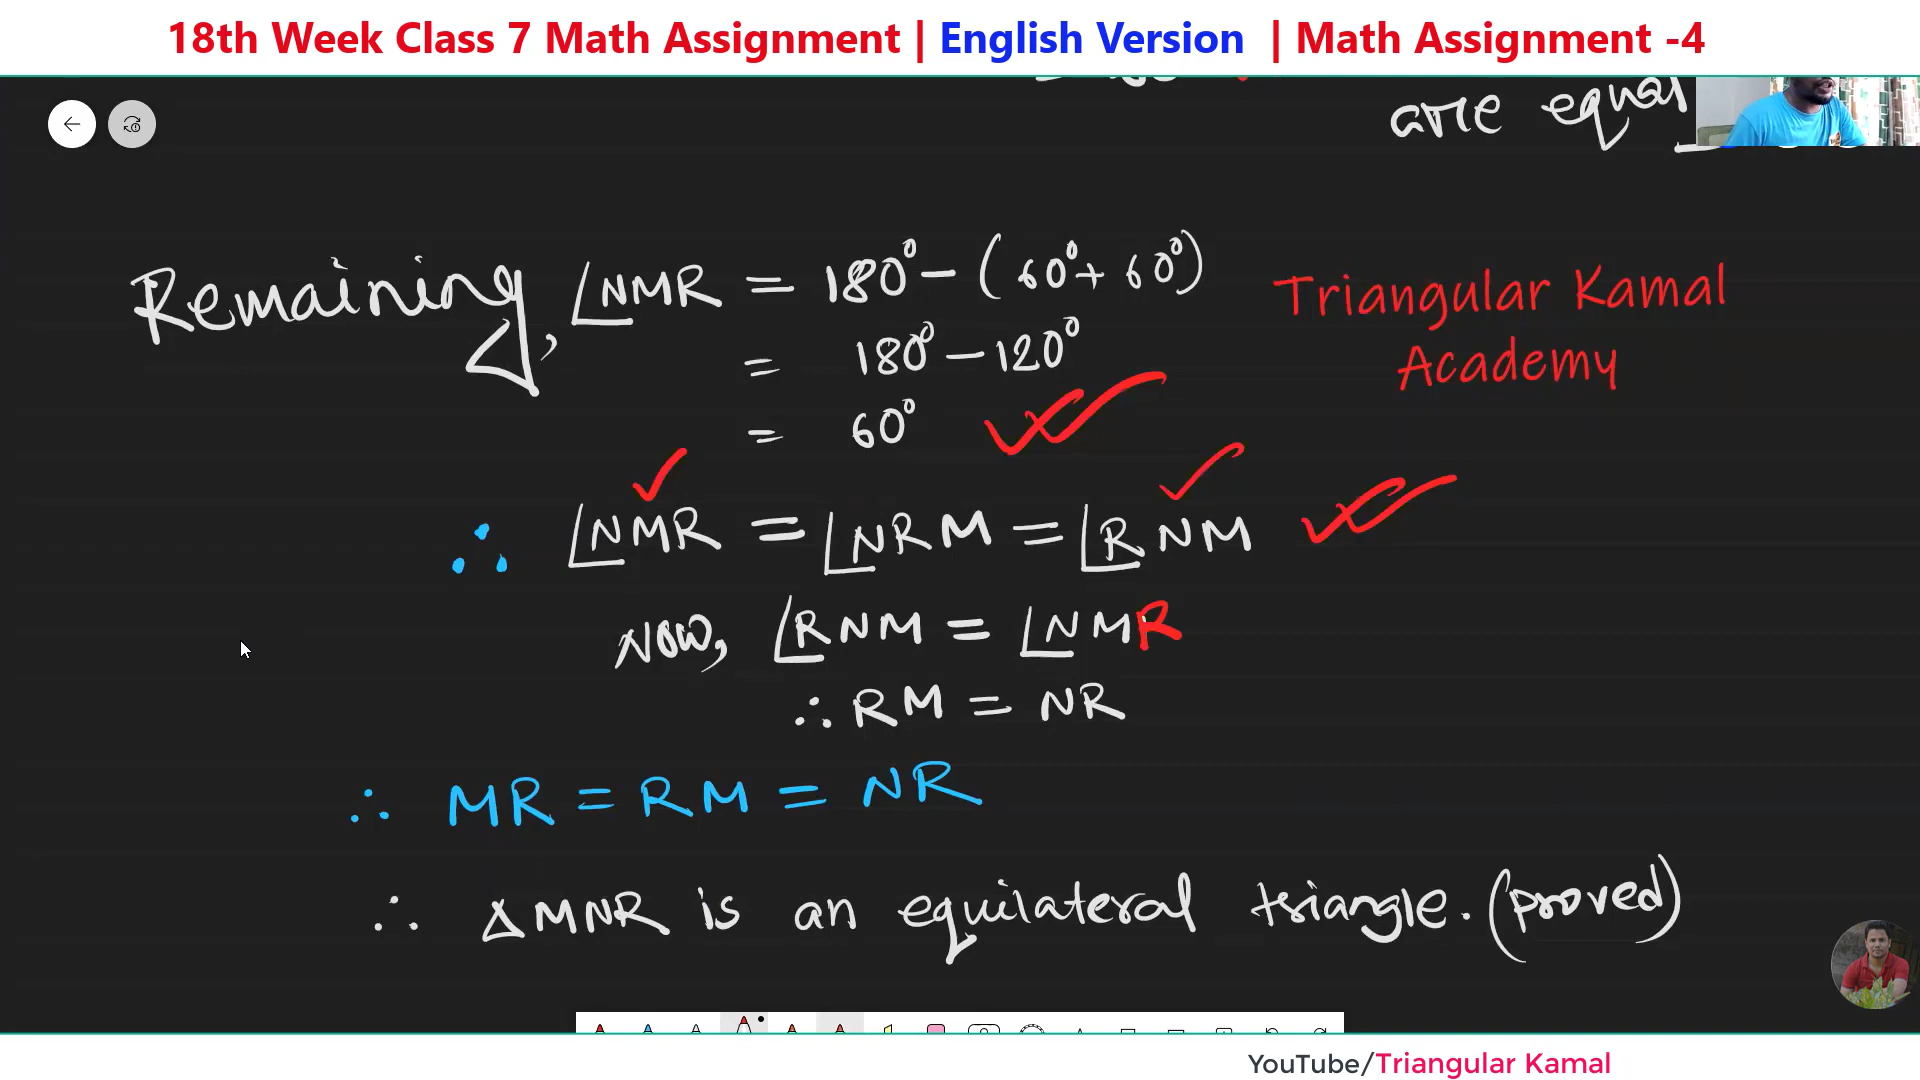 18th Week Class 7 Math Assignment | English Version | Math Assignment -4
are equal
Remaining, ∠NMR = 180° - (60° + 60°)
= 180° - 120°
= 60°
Triangular Kamal
Academy
∴ ∠NMR = ∠NRM = ∠RNM
Now, ∠RNM = ∠NMR
∴ RM = NR
∴ MR = RM = NR
∴ ΔMNR is an equilateral triangle. (proved)
YouTube/Triangular Kamal